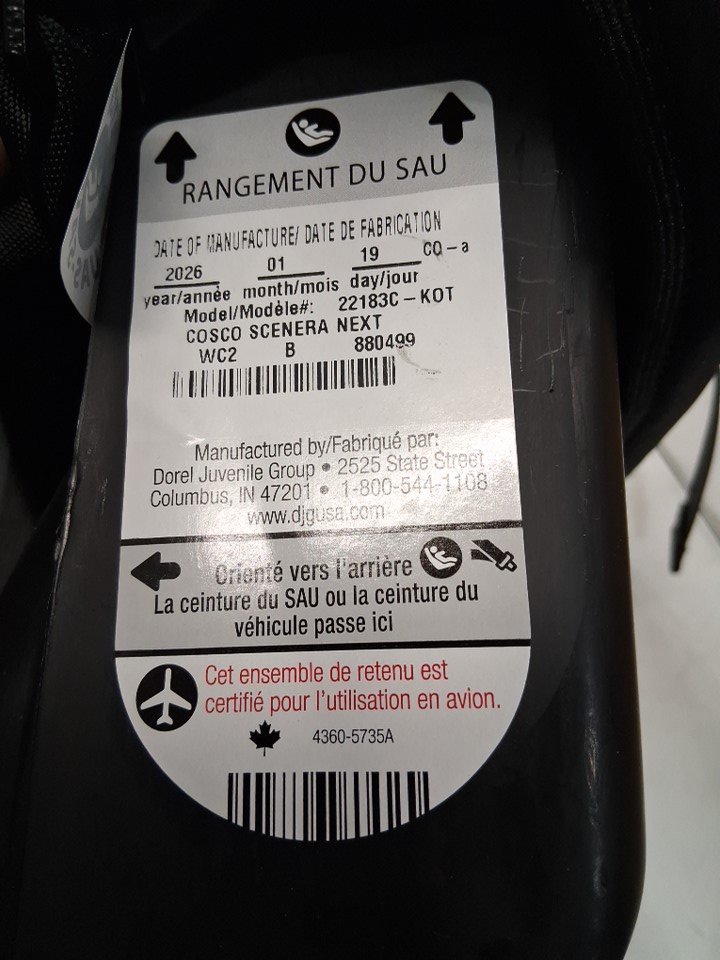 RANGEMENT DU SAU
DATE OF MANUFACTURE/ DATE DE FABRICATION
2026 01 19 CO-a
year/année month/mois day/jour
Model/Modèle#: 22183C-KOT
COSCO SCENERA NEXT
WC2 B 880499
Manufactured by/Fabriqué par:
Dorel Juvenile Group • 2525 State Street
Columbus, IN 47201 • 1-800-544-1108
www.djgusa.com
Orienté vers l'arrière
La ceinture du SAU ou la ceinture du
véhicule passe ici
Cet ensemble de retenu est
certifié pour l'utilisation en avion.
4360-5735A